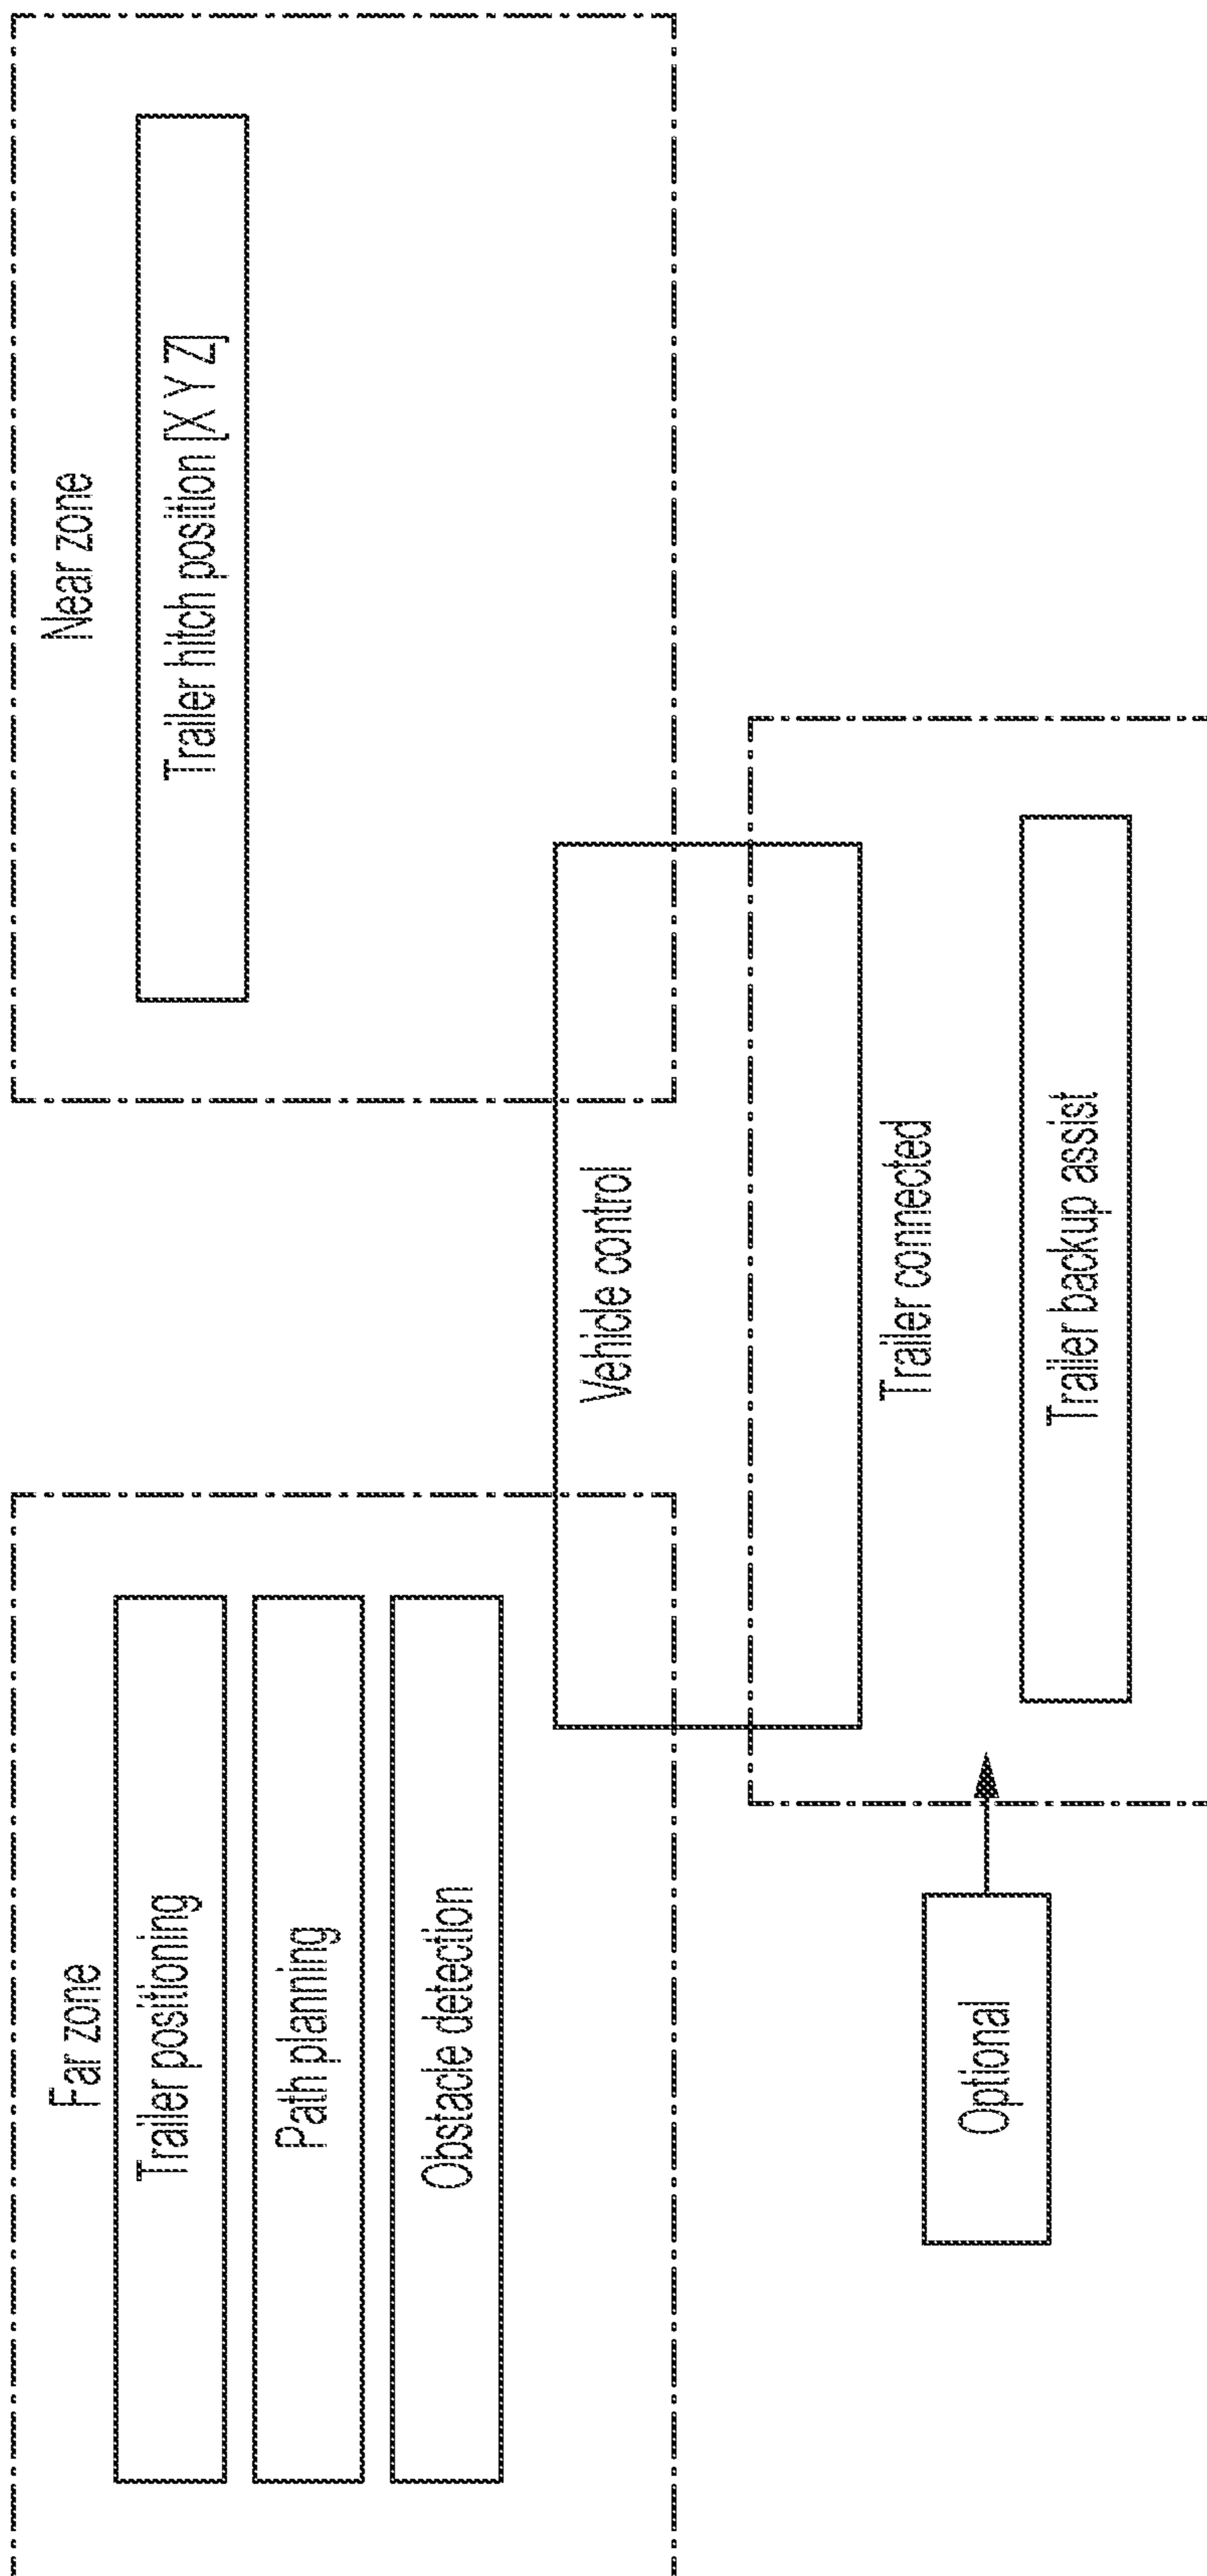 Far zone
Trailer positioning
Path planning
Obstacle detection
Near zone
Trailer hitch position [X Y Z]
Vehicle control
Trailer connected
Trailer backup assist
Optional